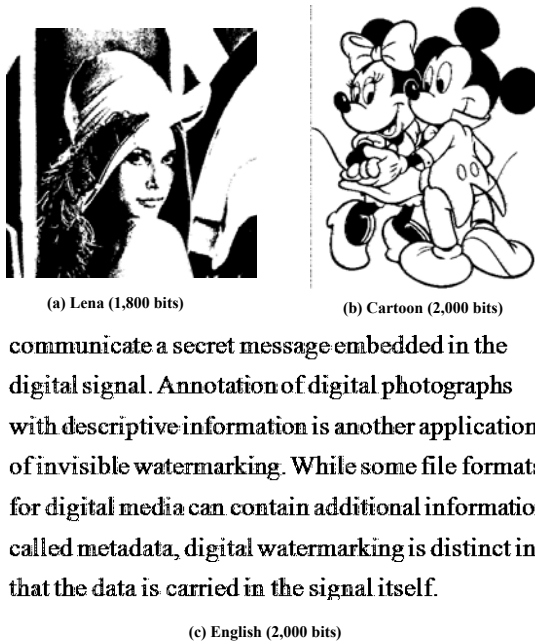 (a) Lena (1,800 bits)
(b) Cartoon (2,000 bits)
communicate a secret message embedded in the
digital signal. Annotation of digital photographs
with descriptive information is another application
of invisible watermarking. While some file formats
for digital media can contain additional informatio
called metadata, digital watermarking is distinct in
that the data is carried in the signal itself.
(c) English (2,000 bits)